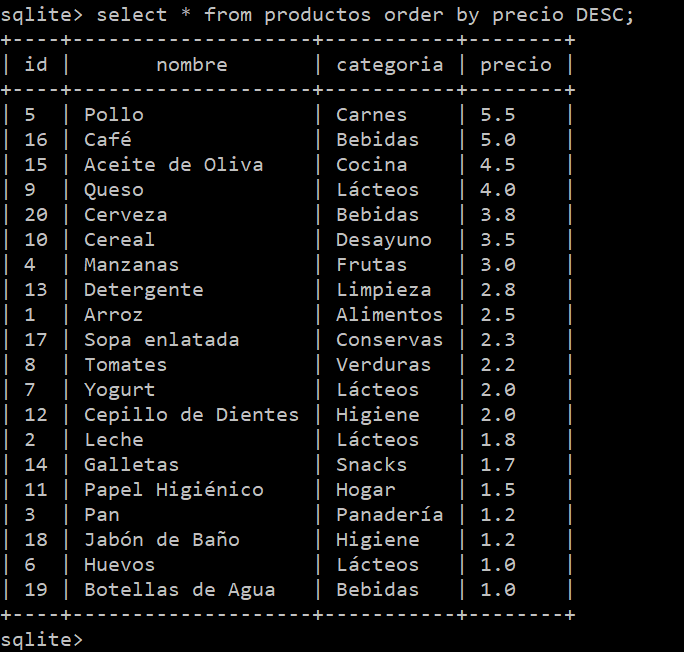 sqlite> select * from productos order by precio DESC;
+----+--------------------+-----------+--------+
| id |       nombre       | categoria | precio |
+----+--------------------+-----------+--------+
| 5  | Pollo              | Carnes    | 5.5    |
| 16 | Café               | Bebidas   | 5.0    |
| 15 | Aceite de Oliva    | Cocina    | 4.5    |
| 9  | Queso              | Lácteos   | 4.0    |
| 20 | Cerveza            | Bebidas   | 3.8    |
| 10 | Cereal             | Desayuno  | 3.5    |
| 4  | Manzanas           | Frutas    | 3.0    |
| 13 | Detergente         | Limpieza  | 2.8    |
| 1  | Arroz              | Alimentos | 2.5    |
| 17 | Sopa enlatada      | Conservas | 2.3    |
| 8  | Tomates            | Verduras  | 2.2    |
| 7  | Yogurt             | Lácteos   | 2.0    |
| 12 | Cepillo de Dientes | Higiene   | 2.0    |
| 2  | Leche              | Lácteos   | 1.8    |
| 14 | Galletas           | Snacks    | 1.7    |
| 11 | Papel Higiénico    | Hogar     | 1.5    |
| 3  | Pan                | Panadería | 1.2    |
| 18 | Jabón de Baño      | Higiene   | 1.2    |
| 6  | Huevos             | Lácteos   | 1.0    |
| 19 | Botellas de Agua   | Bebidas   | 1.0    |
+----+--------------------+-----------+--------+
sqlite>